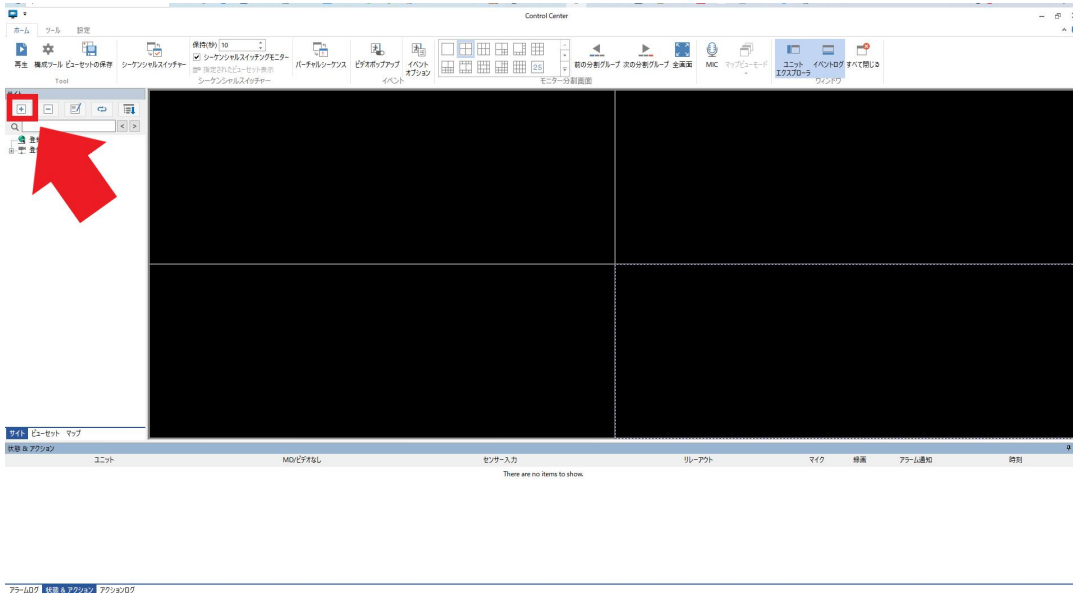 Control Center
ホーム ツール 設定
保持(秒) 10
シーケンシャルスイッチングモニター
指定されたビューセット表示
再生 構成ツール ビューセットの保存 シーケンシャルスイッチャー バーチャルシーケンス ビデオポップアップ イベントオプション 25 前の分割グループ 次の分割グループ 全画面 MIC マップビューモード ユニットエクスプローラ イベントログ すべて閉じる
Tool シーケンシャルスイッチャー イベント モニター分割画面 ウィンドウ
< >
サイト ビューセット マップ
状態 & アクション
ユニット MD/ビデオなし センサー入力 リレーアウト マイク 録画 アラーム通知 時刻
There are no items to show.
アラームログ 状態 & アクション アクションログ